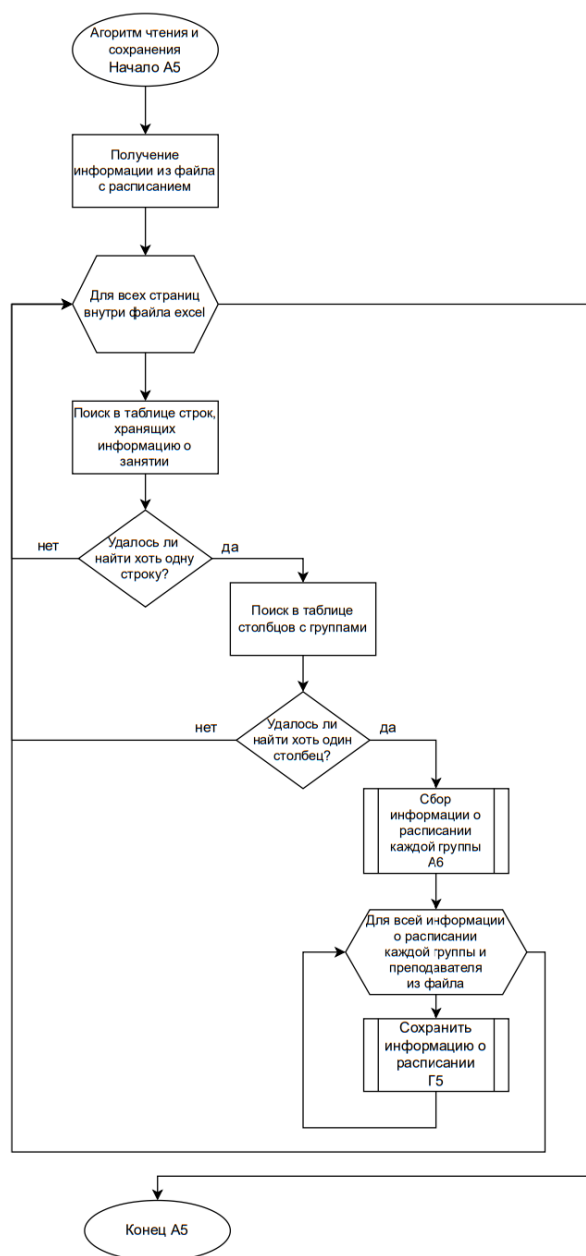 Агоритм чтения и
сохранения
Начало А5
Получение
информации из файла
с расписанием
Для всех страниц
внутри файла excel
Поиск в таблице строк,
хранящих
информацию о
занятии
нет
Удалось ли
найти хоть одну
строку?
да
Поиск в таблице
столбцов с группами
нет
Удалось ли
найти хоть один
столбец?
да
Сбор
информации о
расписании
каждой группы
А6
Для всей информации
о расписании
каждой группы и
преподавателя
из файла
Сохранить
информацию о
расписании
Г5
Конец А5